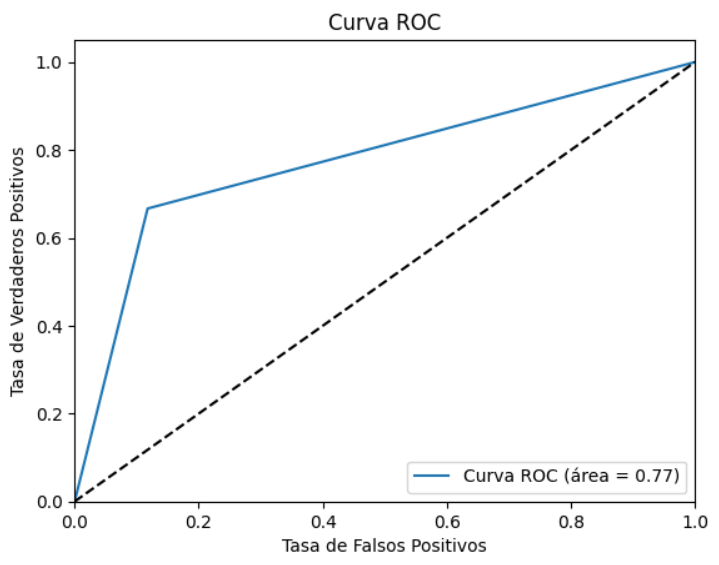 Curva ROC
Tasa de Verdaderos Positivos
1.0
0.8
0.6
0.4
0.2
0.0
0.0 0.2 0.4 0.6 0.8 1.0
Tasa de Falsos Positivos
Curva ROC (área = 0.77)